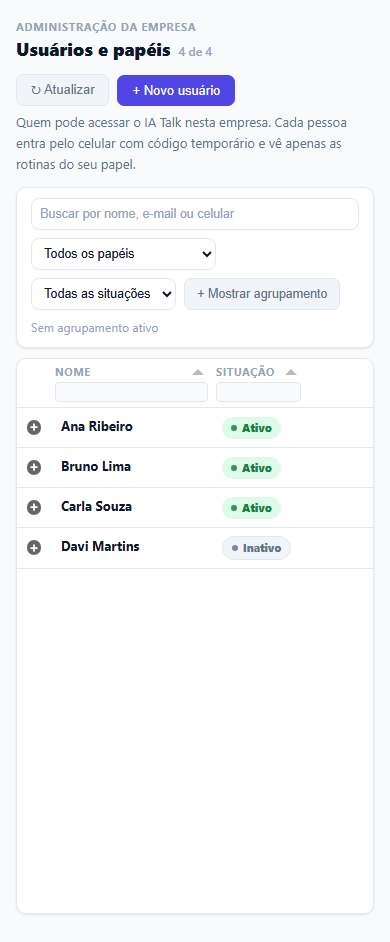 ADMINISTRAÇÃO DA EMPRESA
Usuários e papéis 4 de 4
↻ Atualizar
+ Novo usuário
Quem pode acessar o IA Talk nesta empresa. Cada pessoa
entra pelo celular com código temporário e vê apenas as
rotinas do seu papel.
Buscar por nome, e-mail ou celular
Todos os papéis
Todas as situações
+ Mostrar agrupamento
Sem agrupamento ativo
NOME SITUAÇÃO
Ana Ribeiro Ativo
Bruno Lima Ativo
Carla Souza Ativo
Davi Martins Inativo